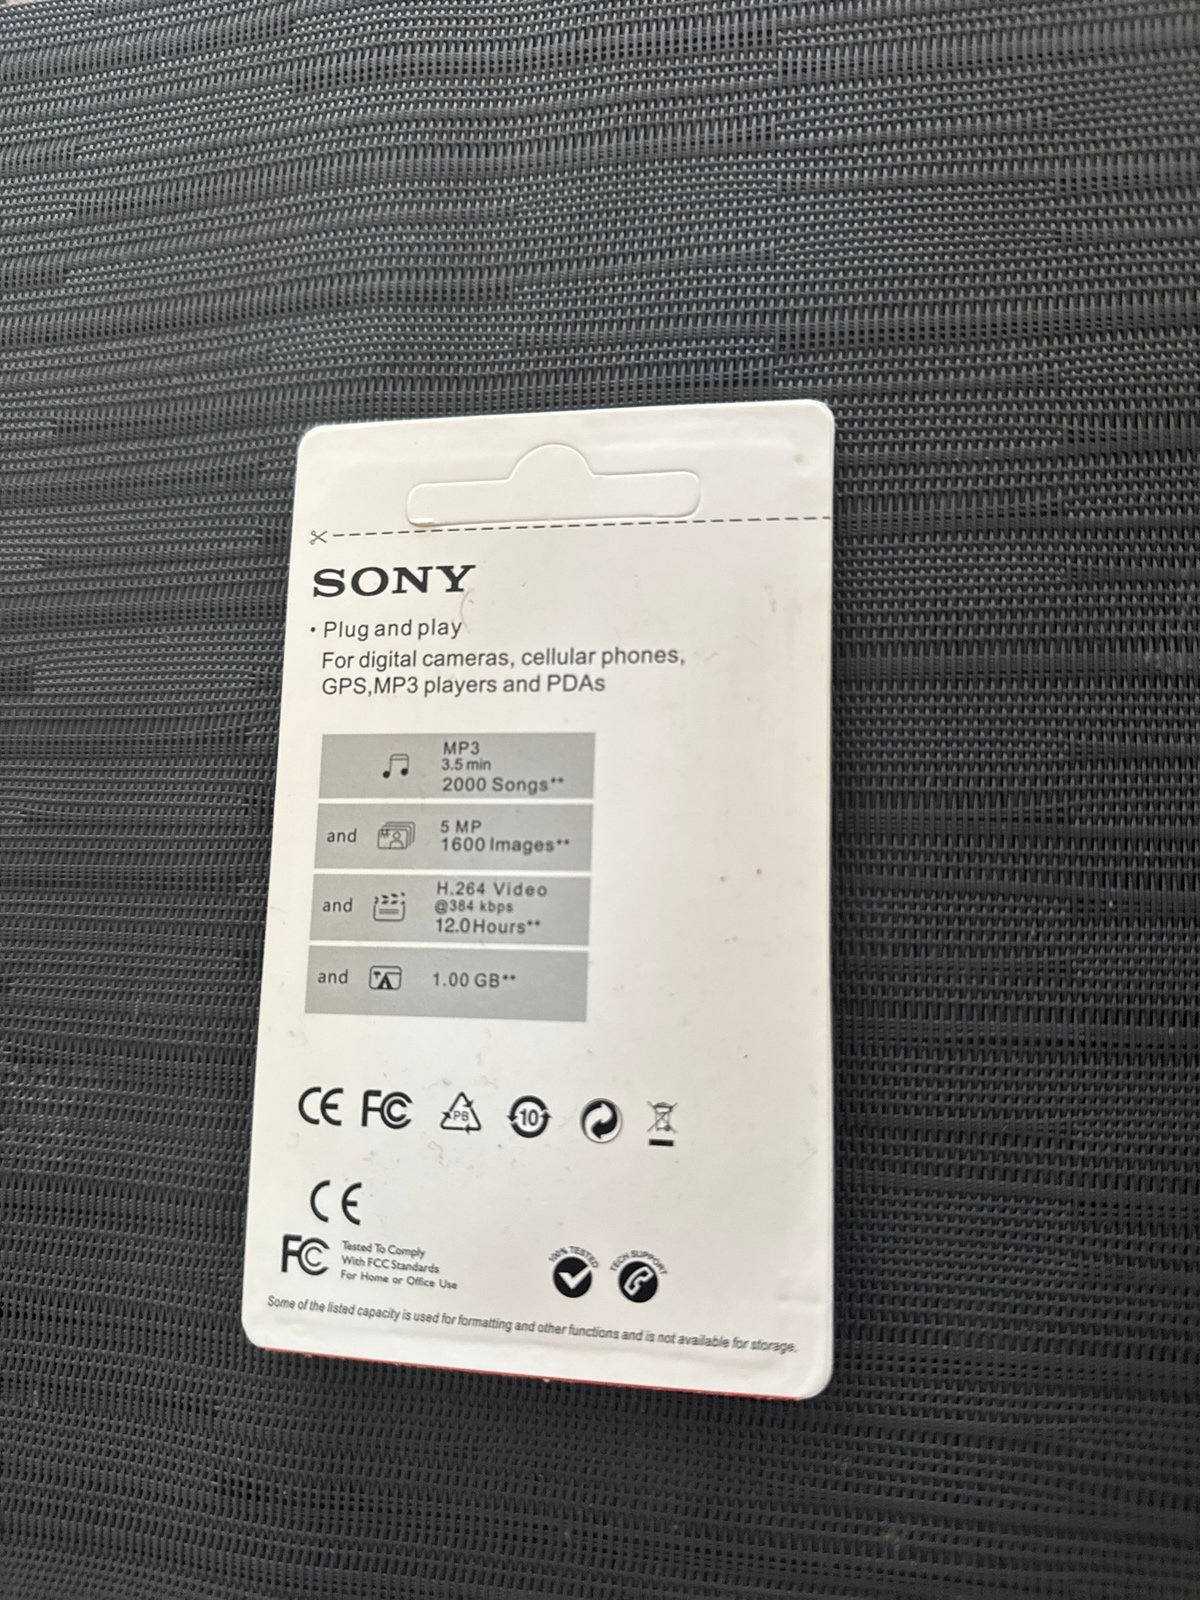 SONY
• Plug and play
For digital cameras, cellular phones,
GPS,MP3 players and PDAs
MP3
3.5 min
2000 Songs**
and
5 MP
1600 Images**
and
H.264 Video
@384 kbps
12.0Hours**
and
1.00 GB**
CE FC PB 10
CE
FC
Tested To Comply
With FCC Standards
For Home or Office Use
100% TESTED
TECH SUPPORT
Some of the listed capacity is used for formatting and other functions and is not available for storage.